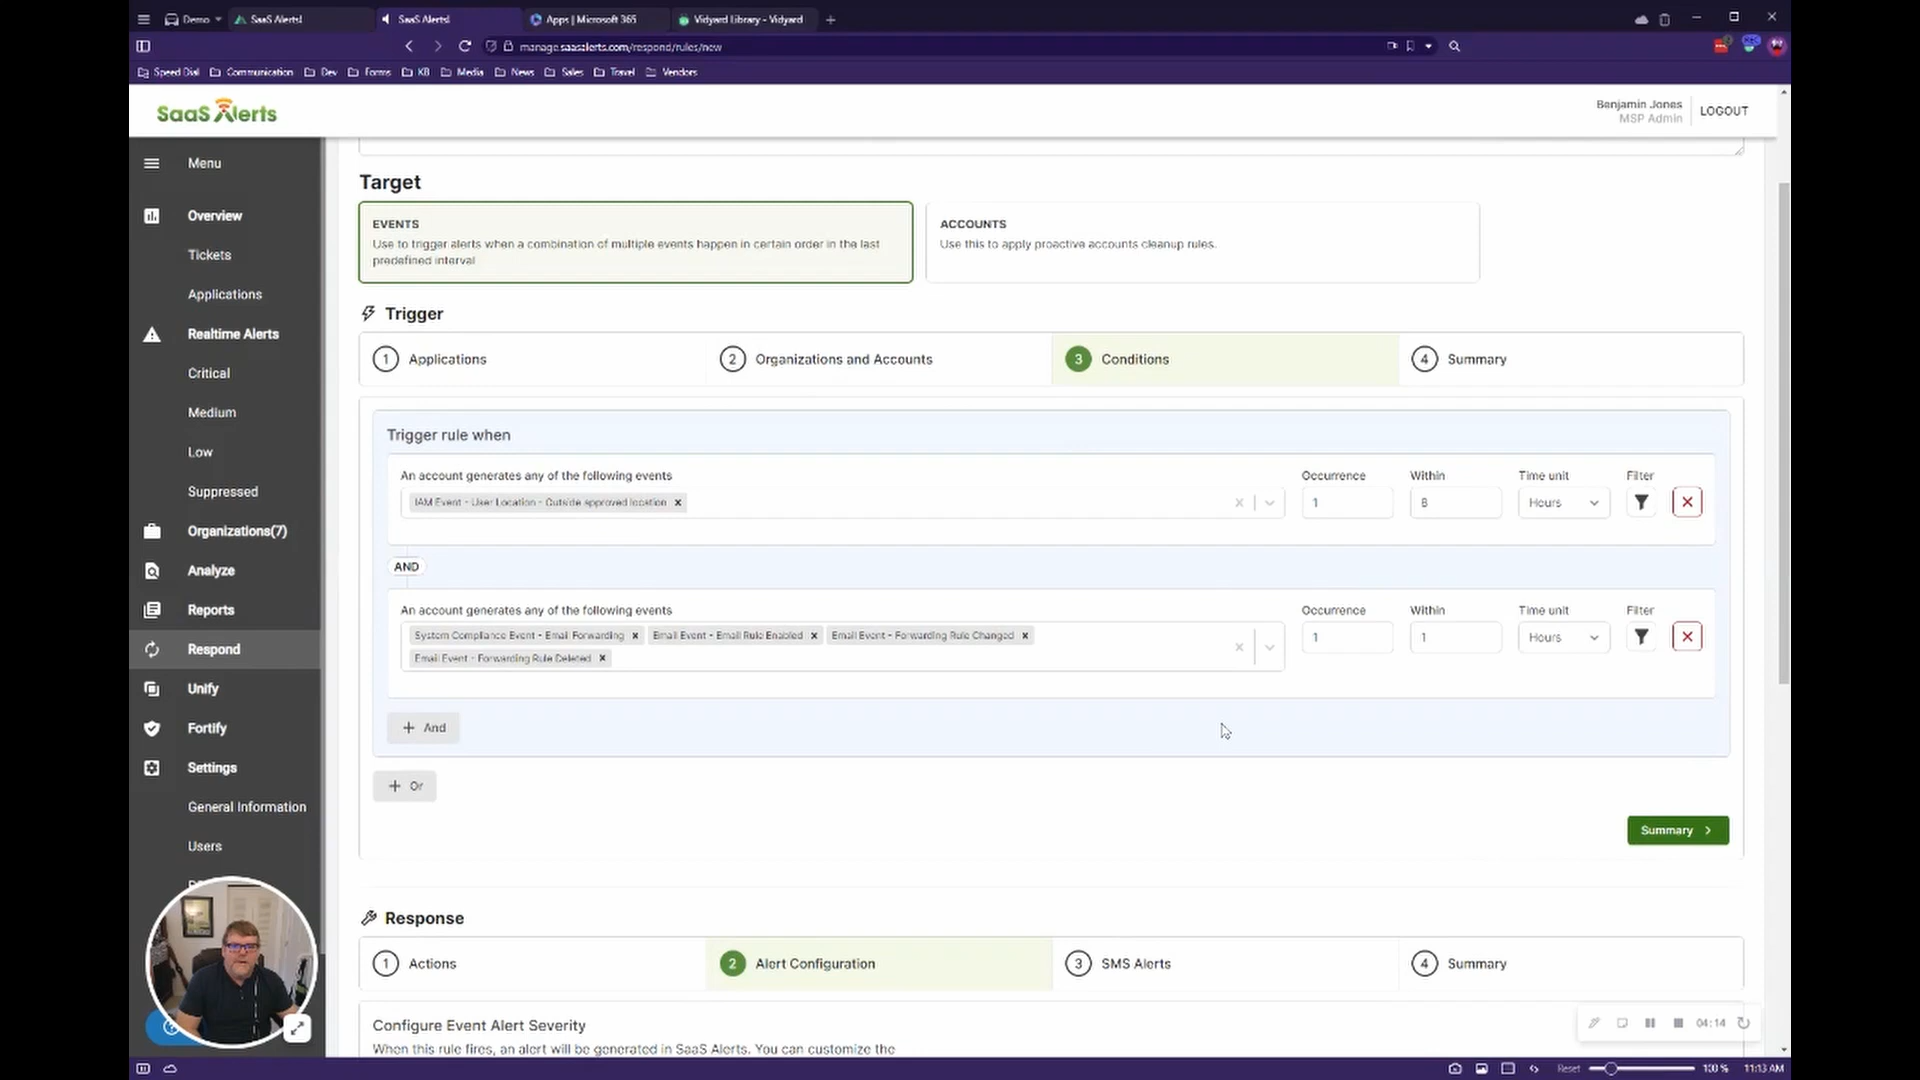 Demo
SaaS Alerts!
SaaS Alerts!
Apps | Microsoft 365
Vidyard Library - Vidyard
manage.saasalerts.com/respond/rules/new
Speed Dial
Communication
Dev
Forms
KB
Media
News
Sales
Travel
Vendors
SaaS Alerts
Benjamin Jones
MSP Admin
LOGOUT
Menu
Overview
Tickets
Applications
Realtime Alerts
Critical
Medium
Low
Suppressed
Organizations(7)
Analyze
Reports
Respond
Unify
Fortify
Settings
General Information
Users
Target
EVENTS
Use to trigger alerts when a combination of multiple events happen in certain order in the last
predefined interval
ACCOUNTS
Use this to apply proactive accounts cleanup rules.
Trigger
1 Applications
2 Organizations and Accounts
3 Conditions
4 Summary
Trigger rule when
An account generates any of the following events
Occurrence
Within
Time unit
Filter
IAM Event - User Location - Outside approved location
1
8
Hours
AND
An account generates any of the following events
Occurrence
Within
Time unit
Filter
System Compliance Event - Email Forwarding
Email Event - Email Rule Enabled
Email Event - Forwarding Rule Changed
Email Event - Forwarding Rule Deleted
1
1
Hours
+ And
+ Or
Summary
Response
1 Actions
2 Alert Configuration
3 SMS Alerts
4 Summary
Configure Event Alert Severity
When this rule fires, an alert will be generated in SaaS Alerts. You can customize the
04:14
Reset
100 %
11:13 AM